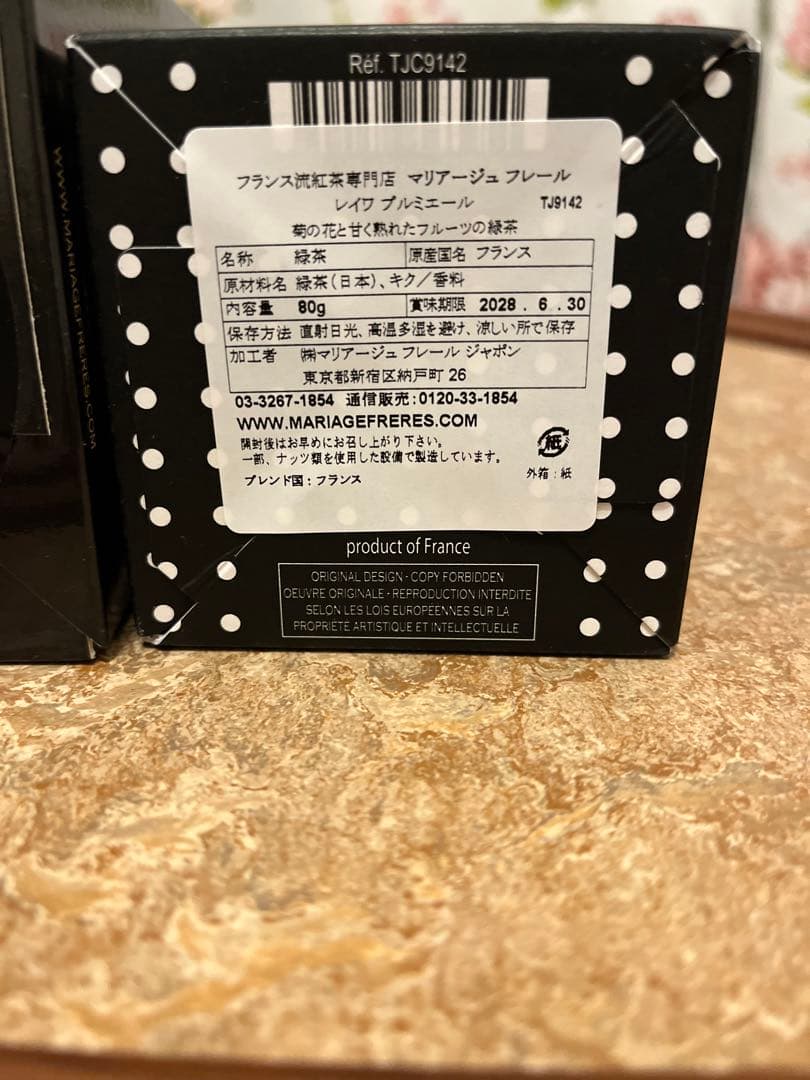 Réf. TJC9142
フランス流紅茶専門店 マリアージュ フレール
レイワ プルミエール TJ9142
菊の花と甘く熟れたフルーツの緑茶
名称 緑茶 原産国名 フランス
原材料名 緑茶(日本)、キク/香料
内容量 80g 賞味期限 2028.6.30
保存方法 直射日光、高温多湿を避け、涼しい所で保存
加工者 ㈱マリアージュ フレール ジャポン
東京都新宿区納戸町 26
03-3267-1854 通信販売:0120-33-1854
WWW.MARIAGEFRERES.COM
開封後はお早めにお召し上がり下さい。
一部、ナッツ類を使用した設備で製造しています。
ブレンド国:フランス
紙
外箱:紙
product of France
ORIGINAL DESIGN · COPY FORBIDDEN
OEUVRE ORIGINALE · REPRODUCTION INTERDITE
SELON LES LOIS EUROPÉENNES SUR LA
PROPRIÉTÉ ARTISTIQUE ET INTELLECTUELLE
WWW.MARIAGEFRERES.COM